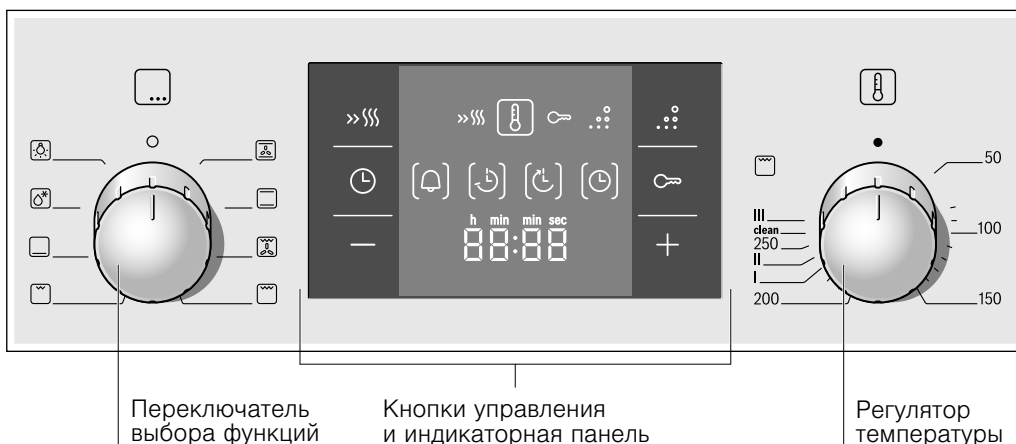 h min min sec
88:88
50
100
150
200
I
II
250
clean
III
Переключатель
выбора функций
Кнопки управления
и индикаторная панель
Регулятор
температуры